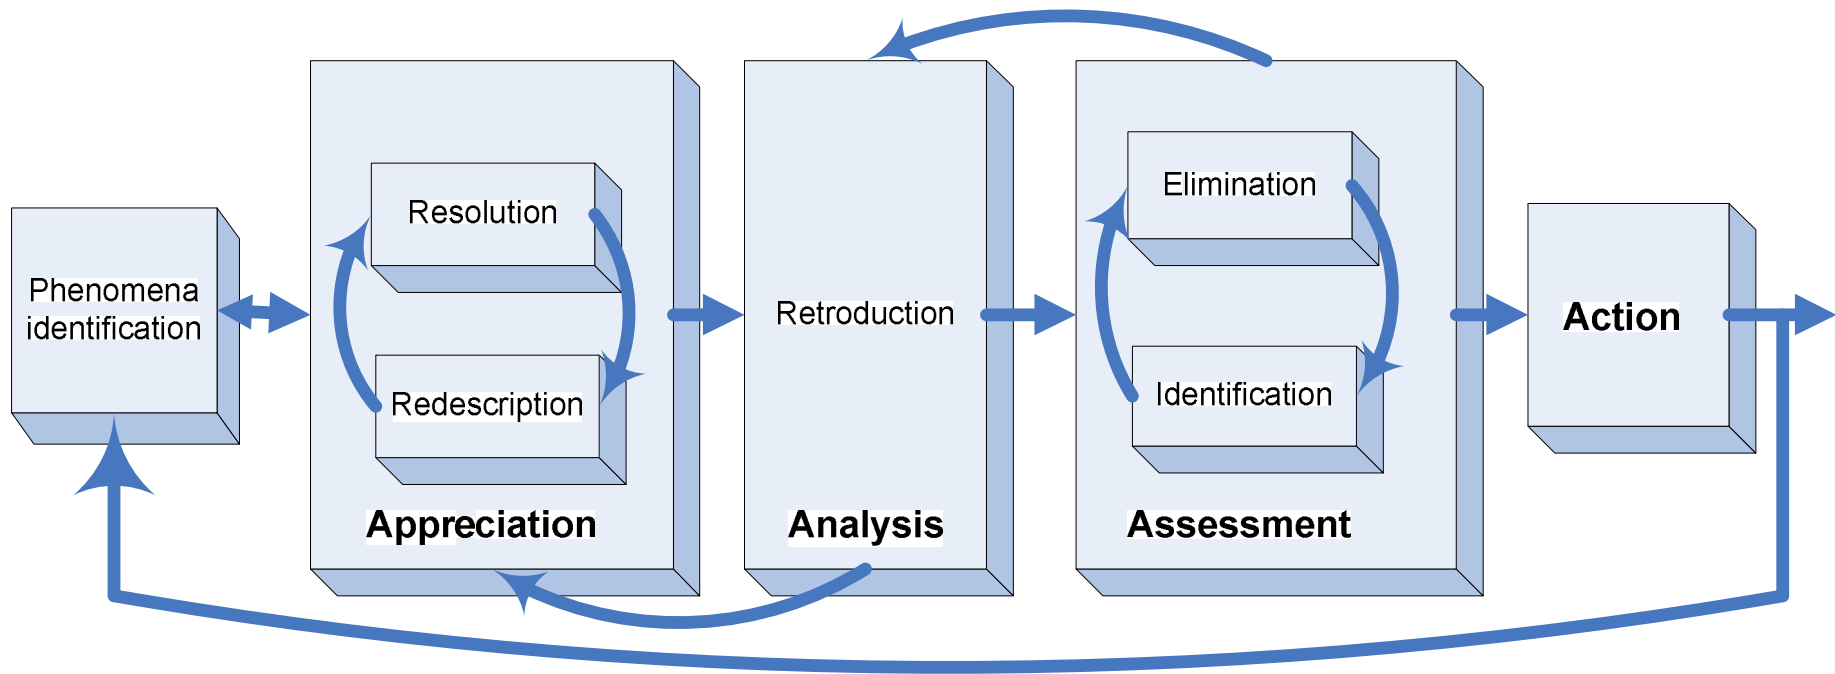 Phenomena
identification
Resolution
Redescription
Appreciation
Retroduction
Analysis
Elimination
Identification
Assessment
Action